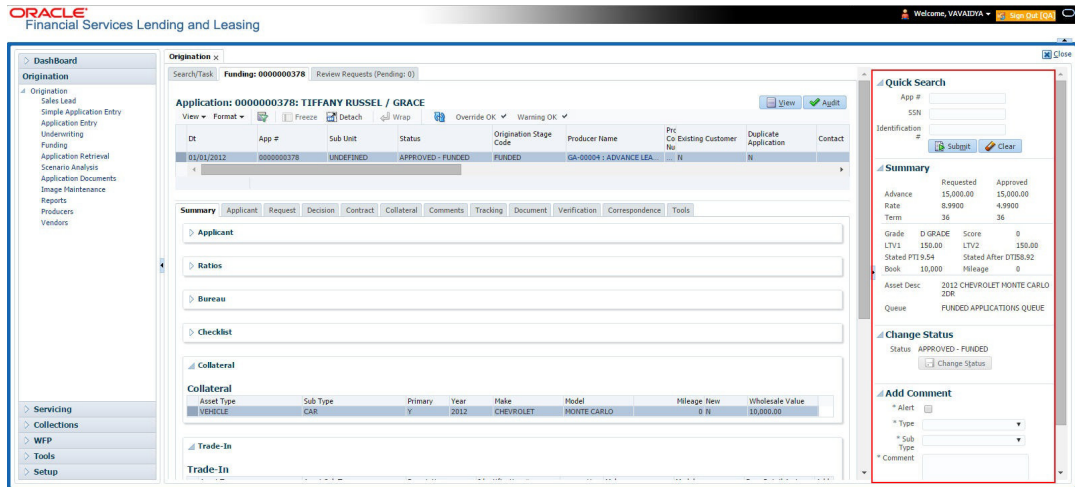 ORACLE
Financial Services Lending and Leasing
Welcome, VAVAIDYA
Sign Out [QA]
Close
DashBoard
Origination
Origination
Sales Lead
Simple Application Entry
Application Entry
Underwriting
Funding
Application Retrieval
Scenario Analysis
Application Documents
Image Maintenance
Reports
Producers
Vendors
Servicing
Collections
WFP
Tools
Setup
Origination x
Search/Task Funding: 0000000378 Review Requests (Pending: 0)
Application: 0000000378: TIFFANY RUSSEL / GRACE
View Audit
View Format Freeze Detach Wrap Override OK Warning OK
Dt App # Sub Unit Status Origination Stage Code Producer Name Existing Customer Duplicate Application Contact
01/01/2012 0000000378 UNDEFINED APPROVED - FUNDED FUNDED GA-00004 : ADVANCE LEA... ... N N
Summary Applicant Request Decision Contract Collateral Comments Tracking Document Verification Correspondence Tools
Applicant
Ratios
Bureau
Checklist
Collateral
Collateral
Asset Type Sub Type Primary Year Make Model Mileage New Wholesale Value
VEHICLE CAR Y 2012 CHEVROLET MONTE CARLO 0 N 10,000.00
Trade-In
Trade-In
Quick Search
App #
SSN
Identification #
Submit Clear
Summary
Requested Approved
Advance 15,000.00 15,000.00
Rate 8.9900 4.9900
Term 36 36
Grade D GRADE Score 0
LTV1 150.00 LTV2 150.00
Stated PTI 9.54 Stated After DTI 58.92
Book 10,000 Mileage 0
Asset Desc 2012 CHEVROLET MONTE CARLO
2DR
Queue FUNDED APPLICATIONS QUEUE
Change Status
Status APPROVED - FUNDED
Change Status
Add Comment
* Alert
* Type
* Sub Type
* Comment